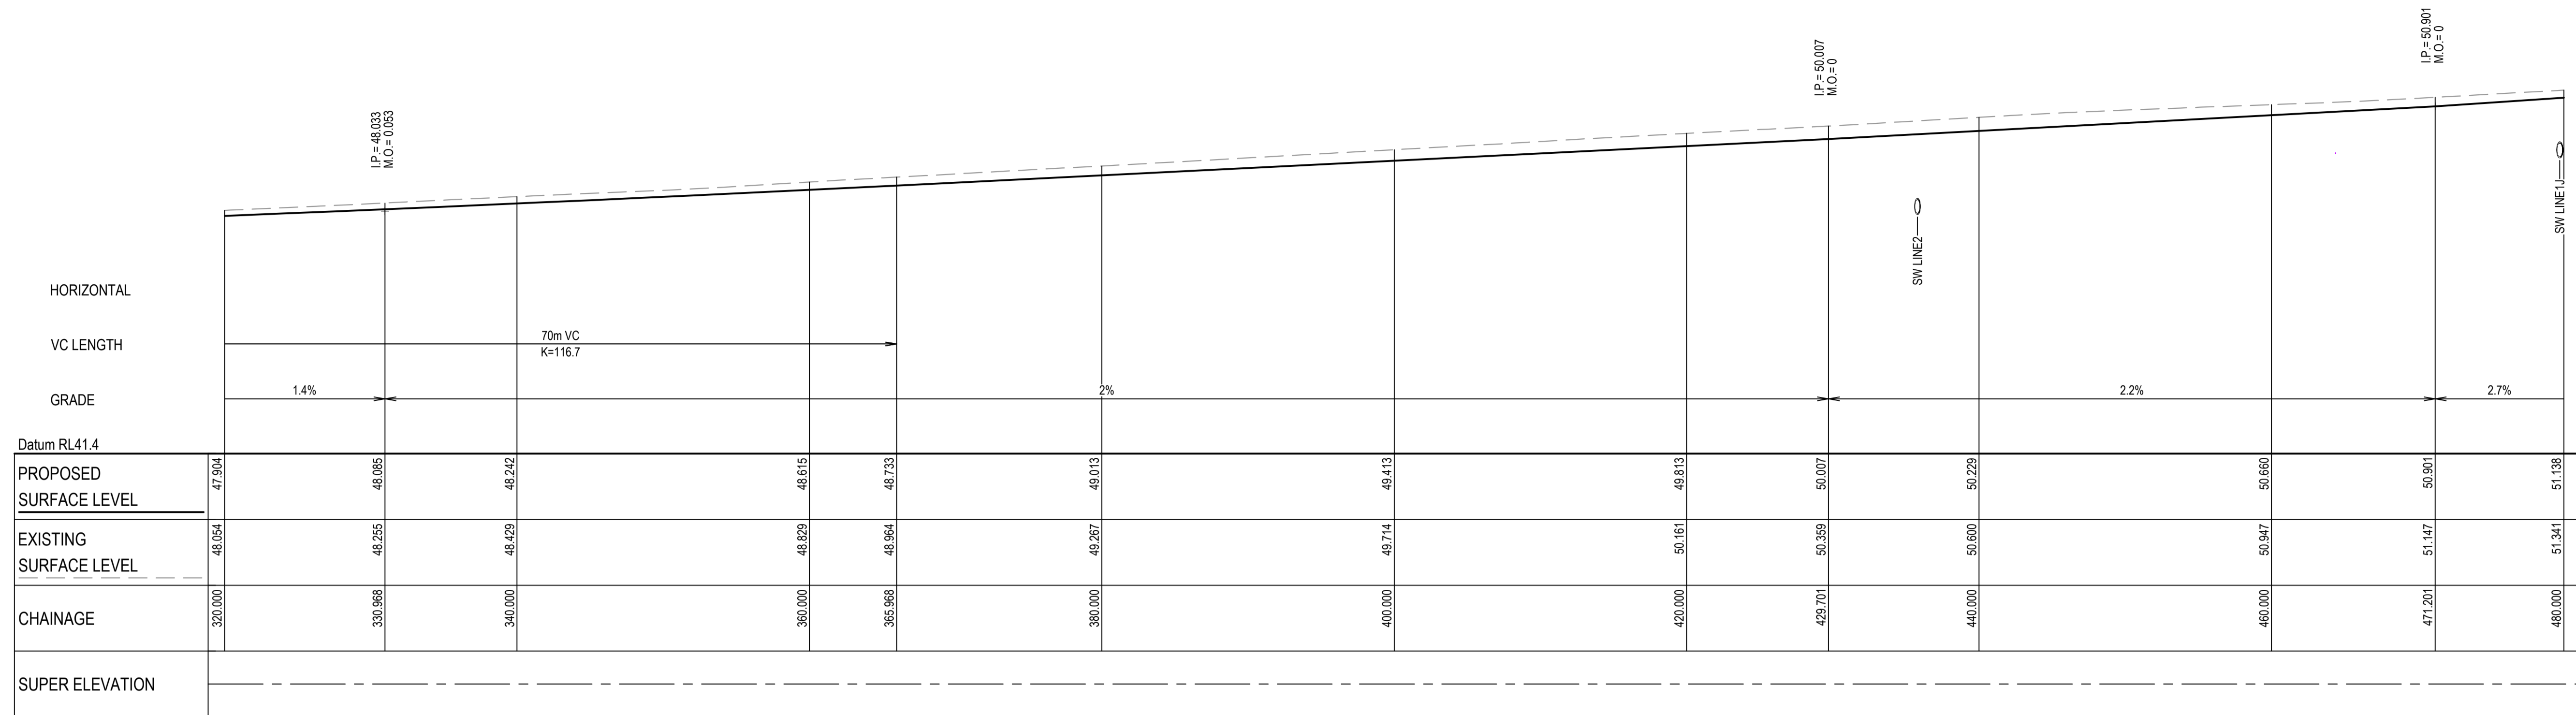 I.P.= 48.033
M.O.= 0.053
I.P.= 50.007
M.O.= 0
I.P.= 50.901
M.O.= 0
SW LINE2
SW LINE1J
HORIZONTAL
VC LENGTH
70m VC
K=116.7
GRADE
1.4%
2%
2.2%
2.7%
Datum RL41.4
PROPOSED
SURFACE LEVEL
47.904
48.085
48.242
48.615
48.733
49.013
49.413
49.813
50.007
50.229
50.660
50.901
51.138
EXISTING
SURFACE LEVEL
48.054
48.255
48.429
48.829
48.964
49.267
49.714
50.161
50.359
50.600
50.947
51.147
51.341
CHAINAGE
320.000
330.968
340.000
360.000
365.968
380.000
400.000
420.000
429.701
440.000
460.000
471.201
480.000
SUPER ELEVATION